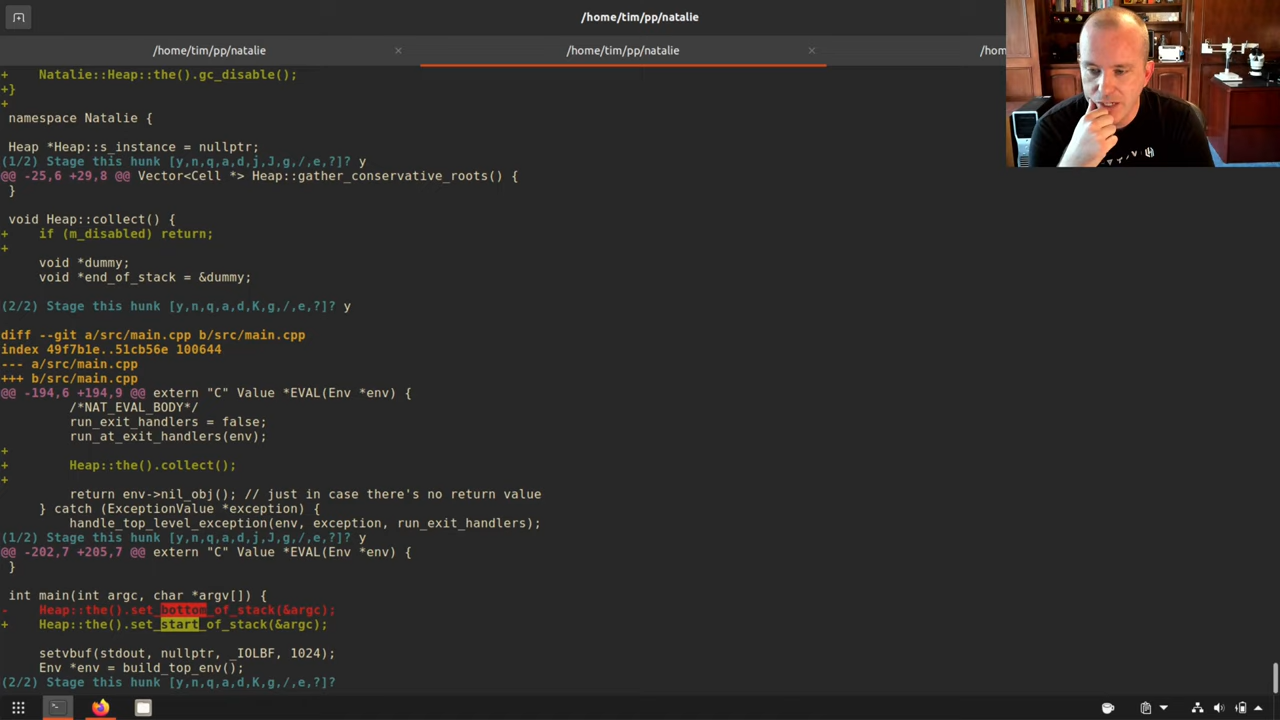 /home/tim/pp/natalie
/home/tim/pp/natalie
/home/tim/pp/natalie
/hom
+    Natalie::Heap::the().gc_disable();
+}
+
 namespace Natalie {
 Heap *Heap::s_instance = nullptr;
(1/2) Stage this hunk [y,n,q,a,d,j,J,g,/,e,?]? y
@@ -25,6 +29,8 @@ Vector<Cell *> Heap::gather_conservative_roots() {
 }
 void Heap::collect() {
+    if (m_disabled) return;
+
     void *dummy;
     void *end_of_stack = &dummy;
(2/2) Stage this hunk [y,n,q,a,d,K,g,/,e,?]? y
diff --git a/src/main.cpp b/src/main.cpp
index 49f7b1e..51cb56e 100644
--- a/src/main.cpp
+++ b/src/main.cpp
@@ -194,6 +194,9 @@ extern "C" Value *EVAL(Env *env) {
         /*NAT_EVAL_BODY*/
         run_exit_handlers = false;
         run_at_exit_handlers(env);
+
+        Heap::the().collect();
+
         return env->nil_obj(); // just in case there's no return value
     } catch (ExceptionValue *exception) {
         handle_top_level_exception(env, exception, run_exit_handlers);
(1/2) Stage this hunk [y,n,q,a,d,j,J,g,/,e,?]? y
@@ -202,7 +205,7 @@ extern "C" Value *EVAL(Env *env) {
 }
 int main(int argc, char *argv[]) {
-    Heap::the().set_bottom_of_stack(&argc);
+    Heap::the().set_start_of_stack(&argc);
     setvbuf(stdout, nullptr, _IOLBF, 1024);
     Env *env = build_top_env();
(2/2) Stage this hunk [y,n,q,a,d,K,g,/,e,?]?